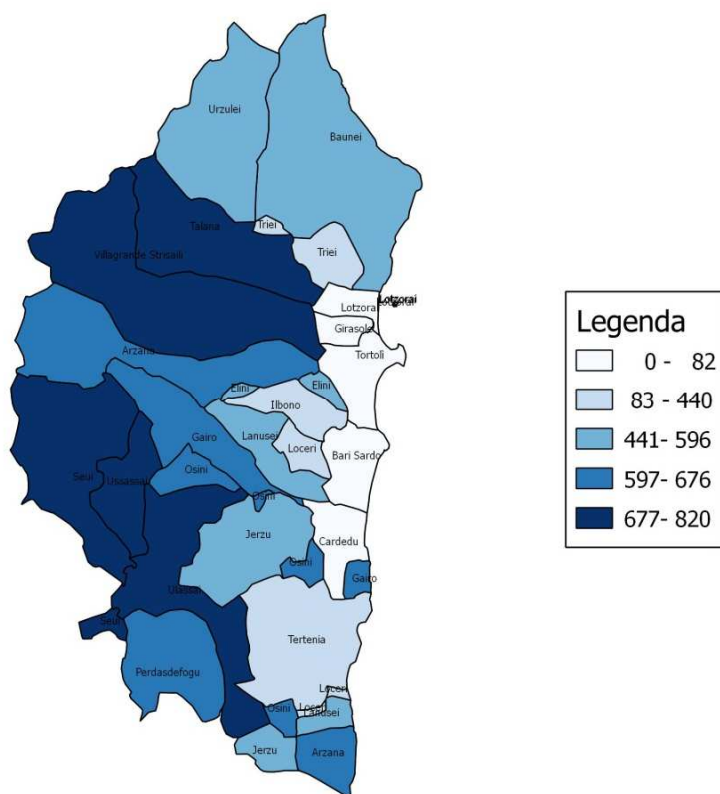 Urzulei
Baunei
Talana
Triei
Triei
Villagrande Strisaili
Lotzorai
Lotzorai
Girasole
Tortolì
Arzana
Elini
Elini
Ilbono
Gairo
Lanusei
Loceri
Bari Sardo
Osini
Seui
Ussassai
Osini
Jerzu
Cardedu
Osini
Gairo
Ulassai
Seui
Tertenia
Perdasdefogu
Loceri
Osini
Loceri
Lanusei
Jerzu
Arzana
Legenda
0 - 82
83 - 440
441- 596
597- 676
677- 820